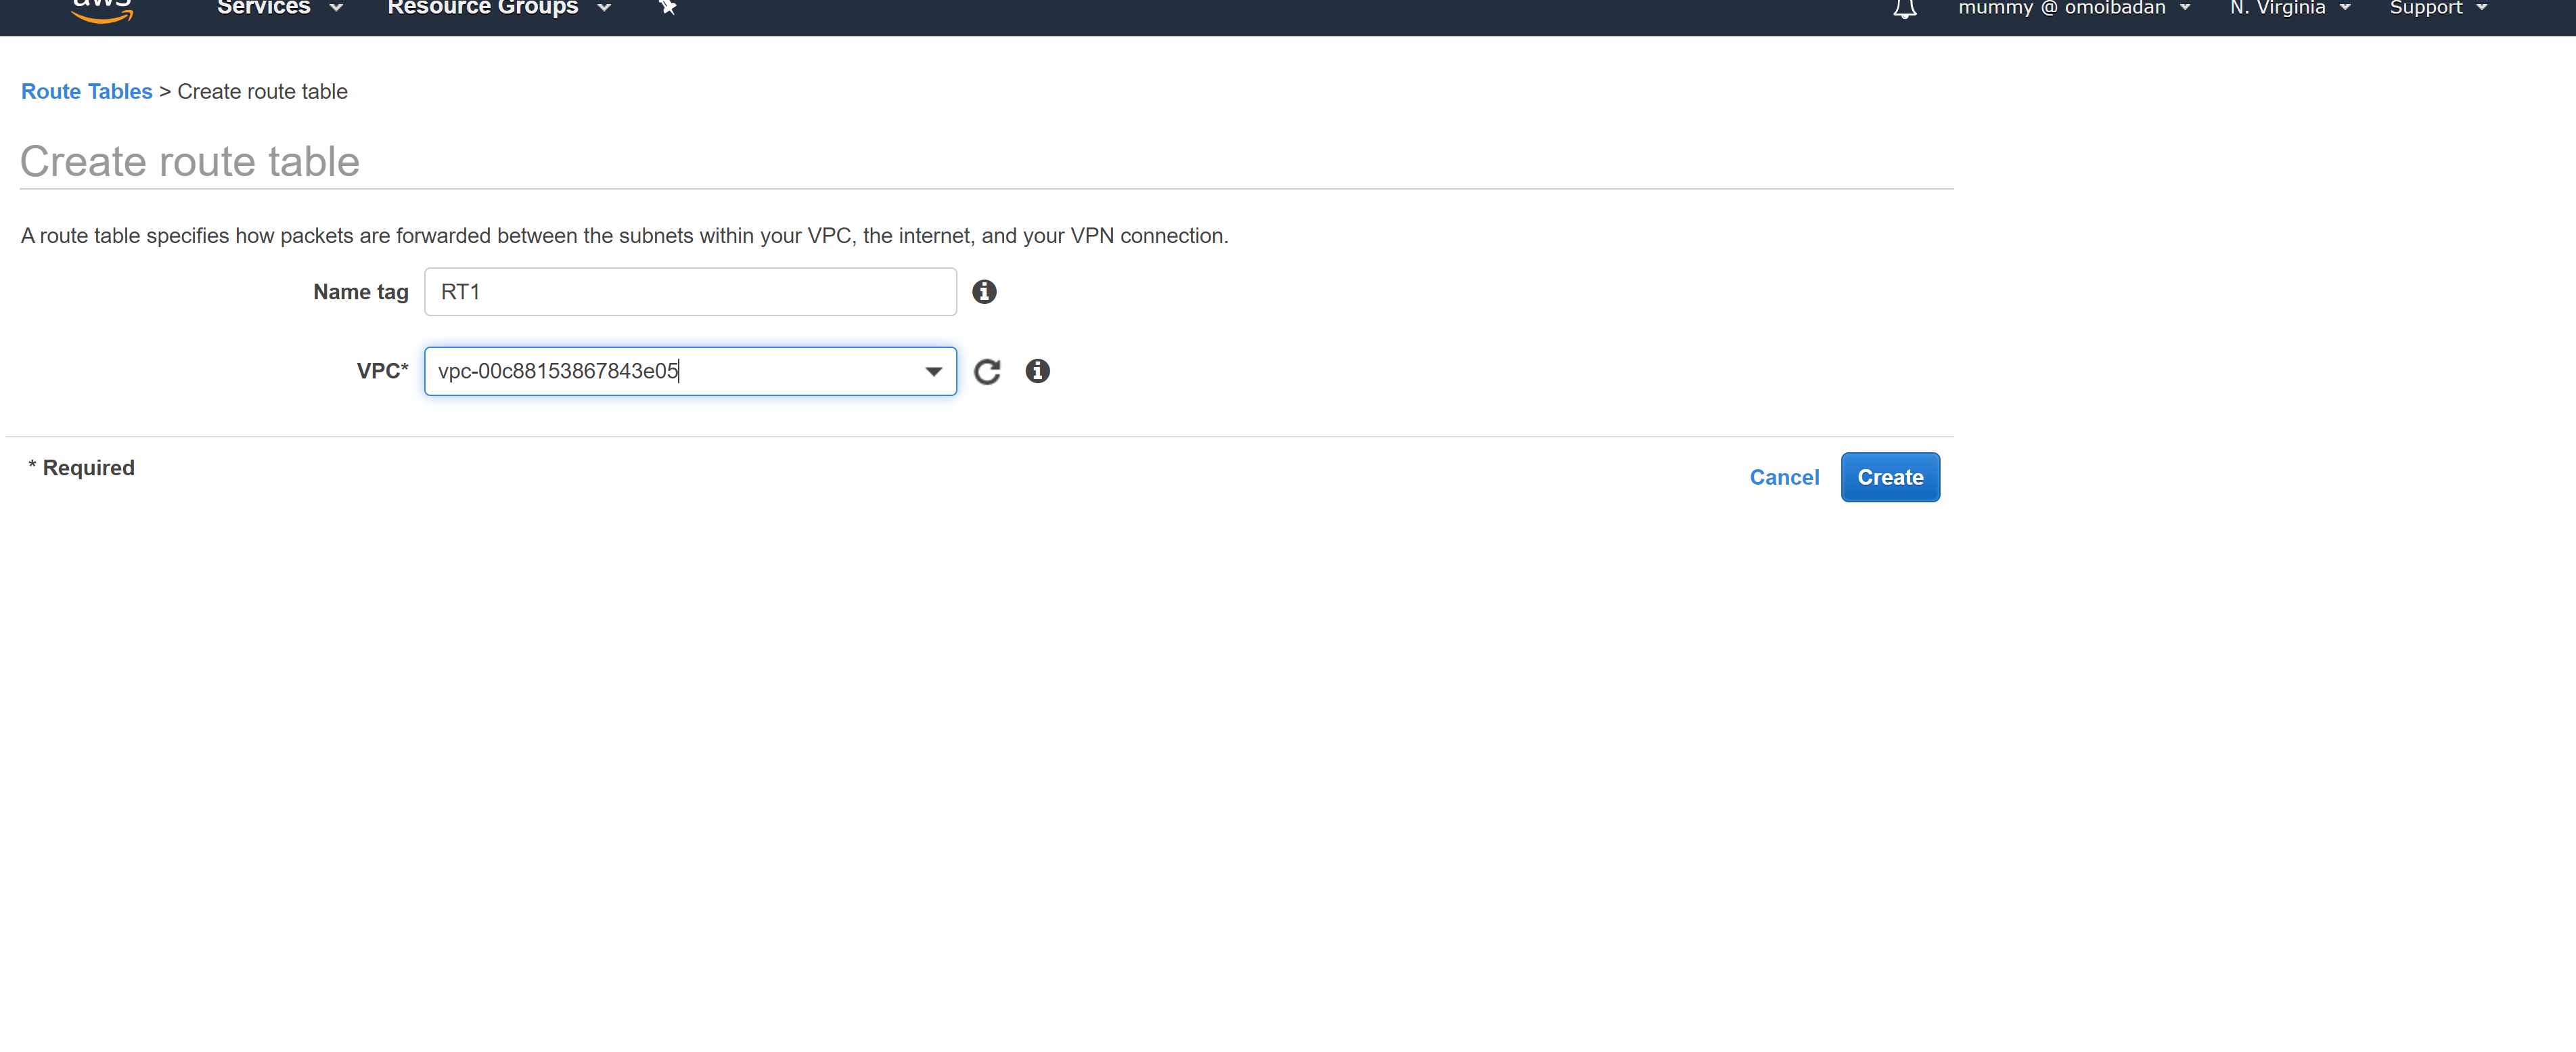 aws Services Resource Groups mummy @ omoibadan N. Virginia Support
Route Tables > Create route table
Create route table
A route table specifies how packets are forwarded between the subnets within your VPC, the internet, and your VPN connection.
Name tag RT1
VPC* vpc-00c88153867843e05
* Required
Cancel Create